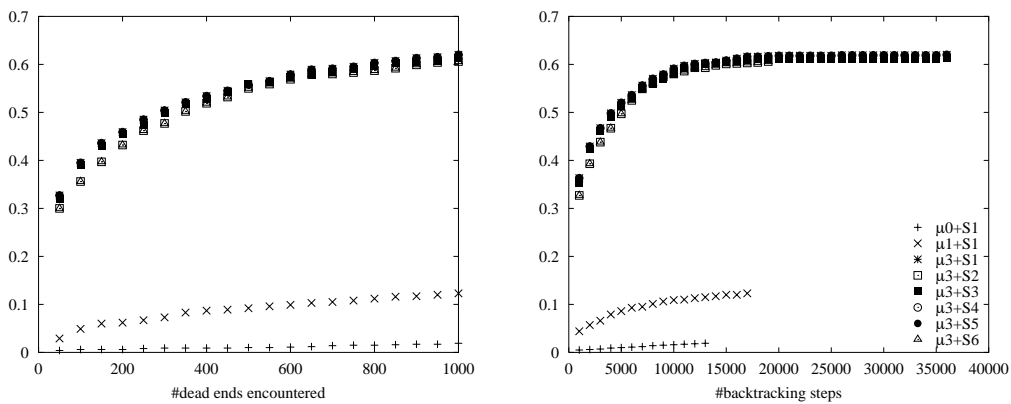 0.7
0.6
0.5
0.4
0.3
0.2
0.1
0
0 200 400 600 800 1000
#dead ends encountered
0.7
0.6
0.5
0.4
0.3
0.2
0.1
0
0 5000 10000 15000 20000 25000 30000 35000 40000
#backtracking steps
μ0+S1
μ1+S1
μ3+S1
μ3+S2
μ3+S3
μ3+S4
μ3+S5
μ3+S6